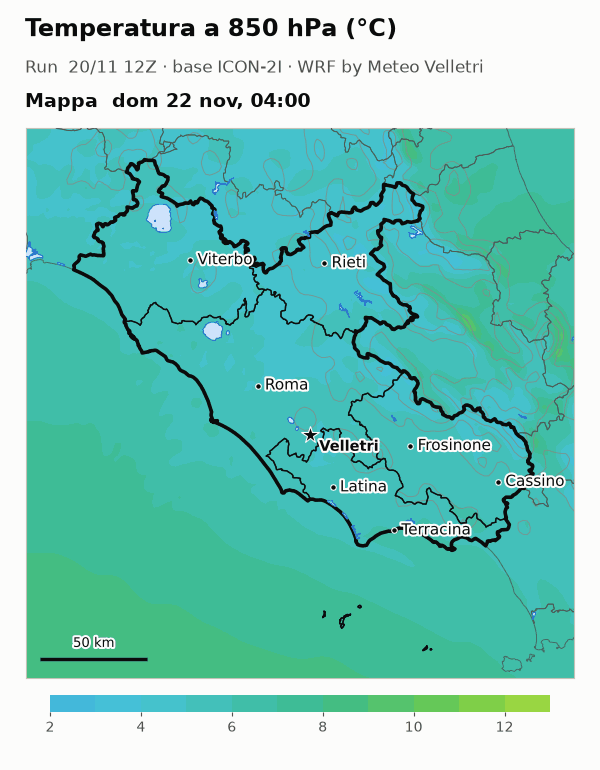 Temperatura a 850 hPa (°C)
Run  20/11 12Z · base ICON-2I · WRF by Meteo Velletri
Mappa  dom 22 nov, 04:00
Viterbo
Rieti
Roma
Velletri
Frosinone
Cassino
Latina
Terracina
50 km
2 4 6 8 10 12